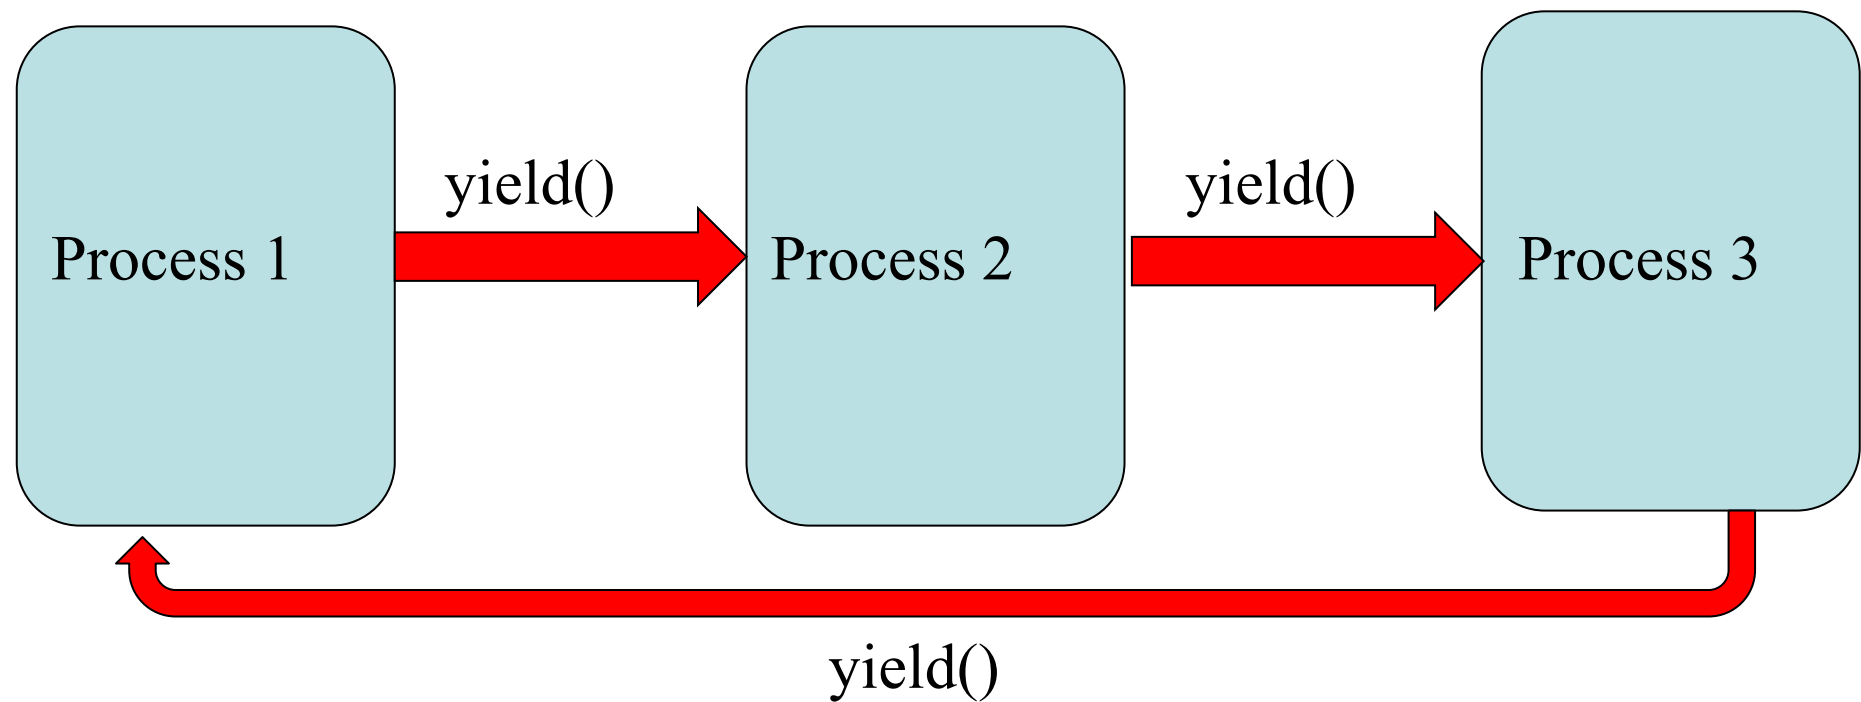 yield()
yield()
Process 1
Process 2
Process 3
yield()